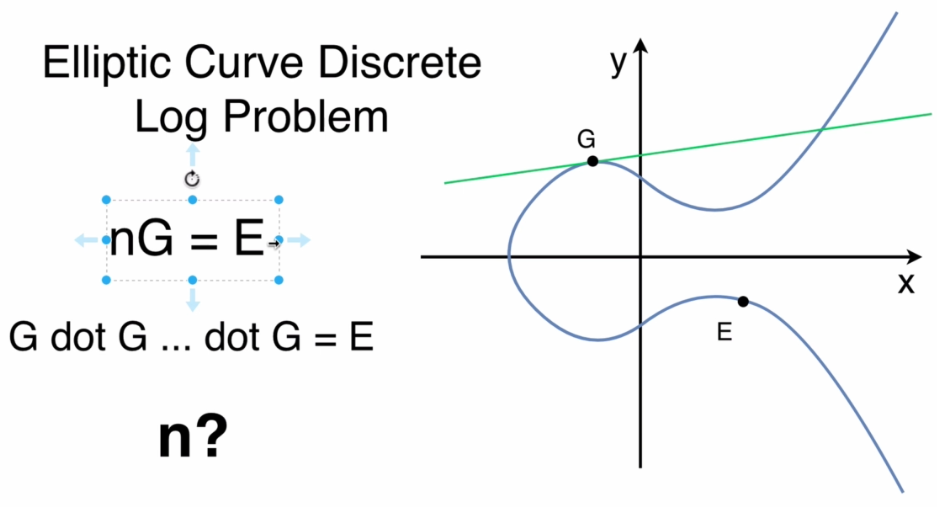 Elliptic Curve Discrete
Log Problem
nG = E
G dot G ... dot G = E
n?
y
G
x
E